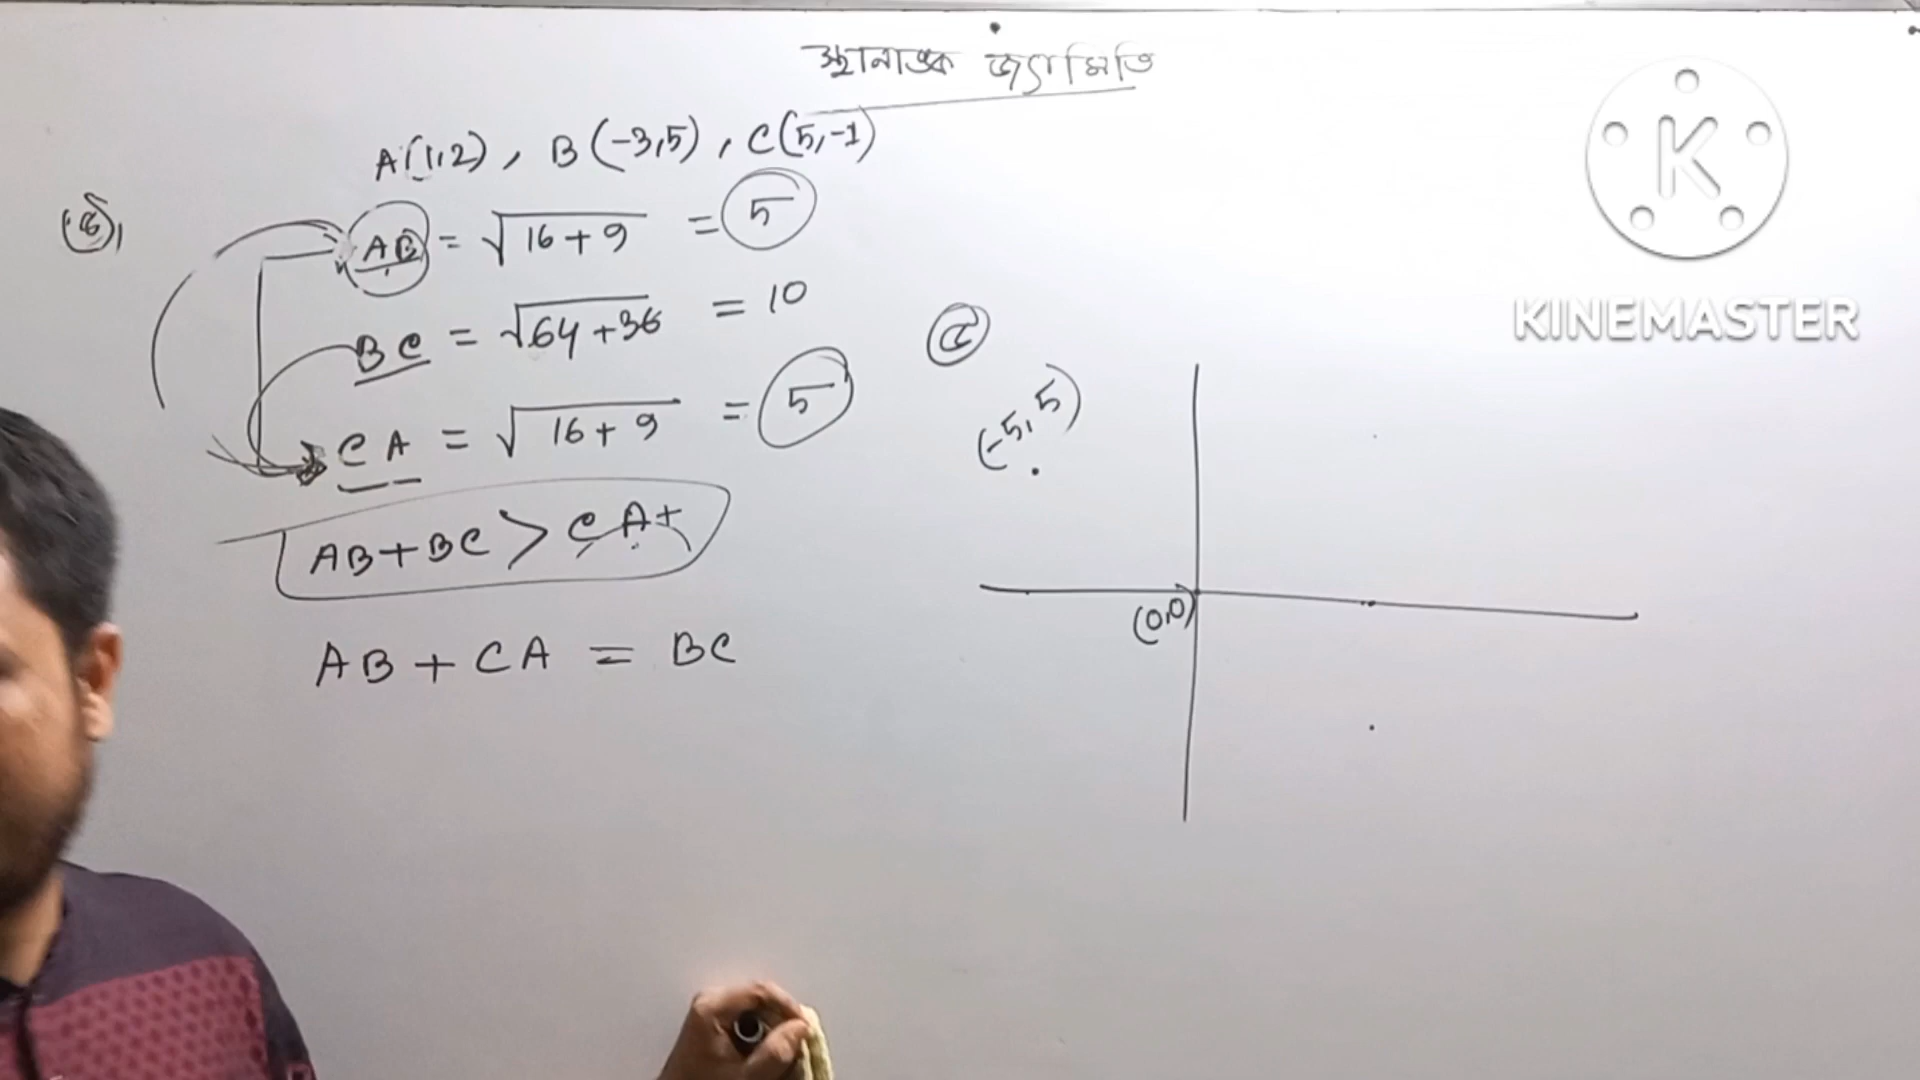 স্থানাঙ্ক জ্যামিতি
A(1,2), B(-3,5), C(5,-1)
AB = √16+9 = 5
BC = √64+36 = 10
CA = √16+9 = 5
AB+BC > CA+
AB + CA = BC
(-5,5)
(0,0)
KINEMASTER